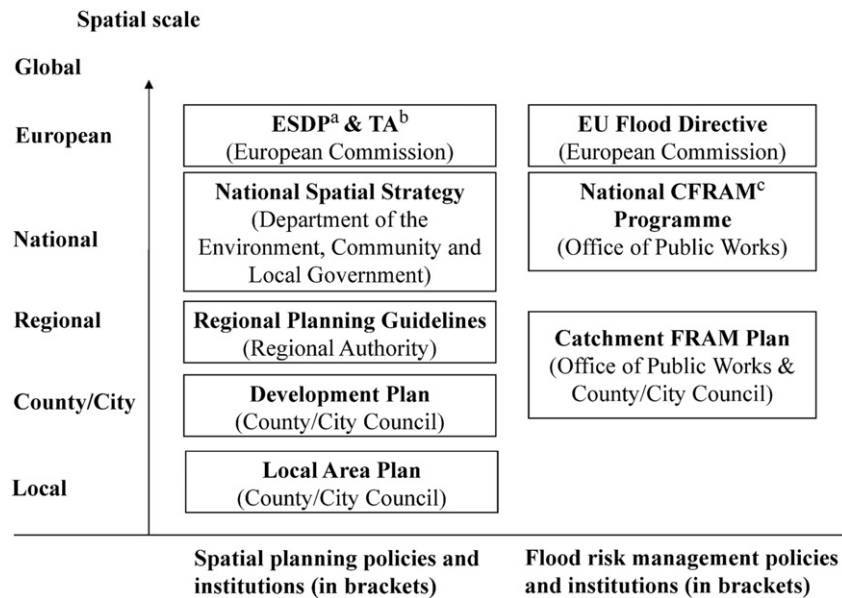 Spatial scale
Global
European
National
Regional
County/City
Local
ESDPᵃ & TAᵇ
(European Commission)
National Spatial Strategy
(Department of the
Environment, Community and
Local Government)
Regional Planning Guidelines
(Regional Authority)
Development Plan
(County/City Council)
Local Area Plan
(County/City Council)
EU Flood Directive
(European Commission)
National CFRAMᶜ
Programme
(Office of Public Works)
Catchment FRAM Plan
(Office of Public Works &
County/City Council)
Spatial planning policies and
institutions (in brackets)
Flood risk management policies
and institutions (in brackets)